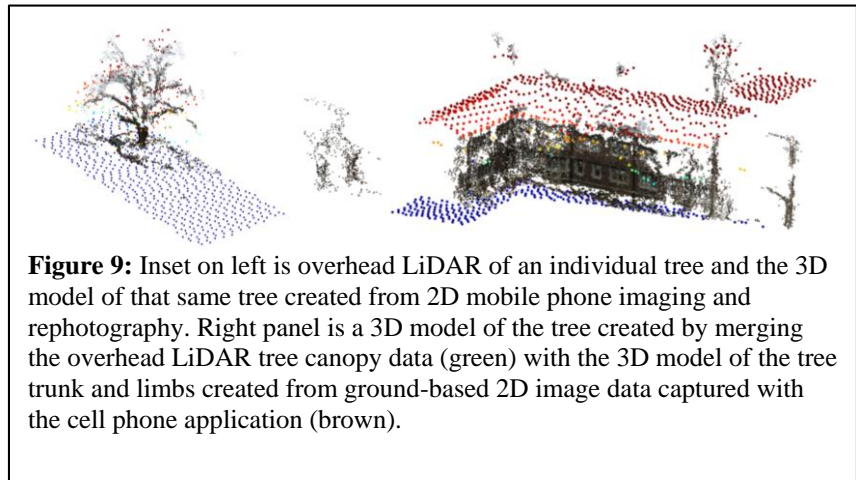 Figure 9: Inset on left is overhead LiDAR of an individual tree and the 3D
model of that same tree created from 2D mobile phone imaging and
rephotography. Right panel is a 3D model of the tree created by merging
the overhead LiDAR tree canopy data (green) with the 3D model of the tree
trunk and limbs created from ground-based 2D image data captured with
the cell phone application (brown).